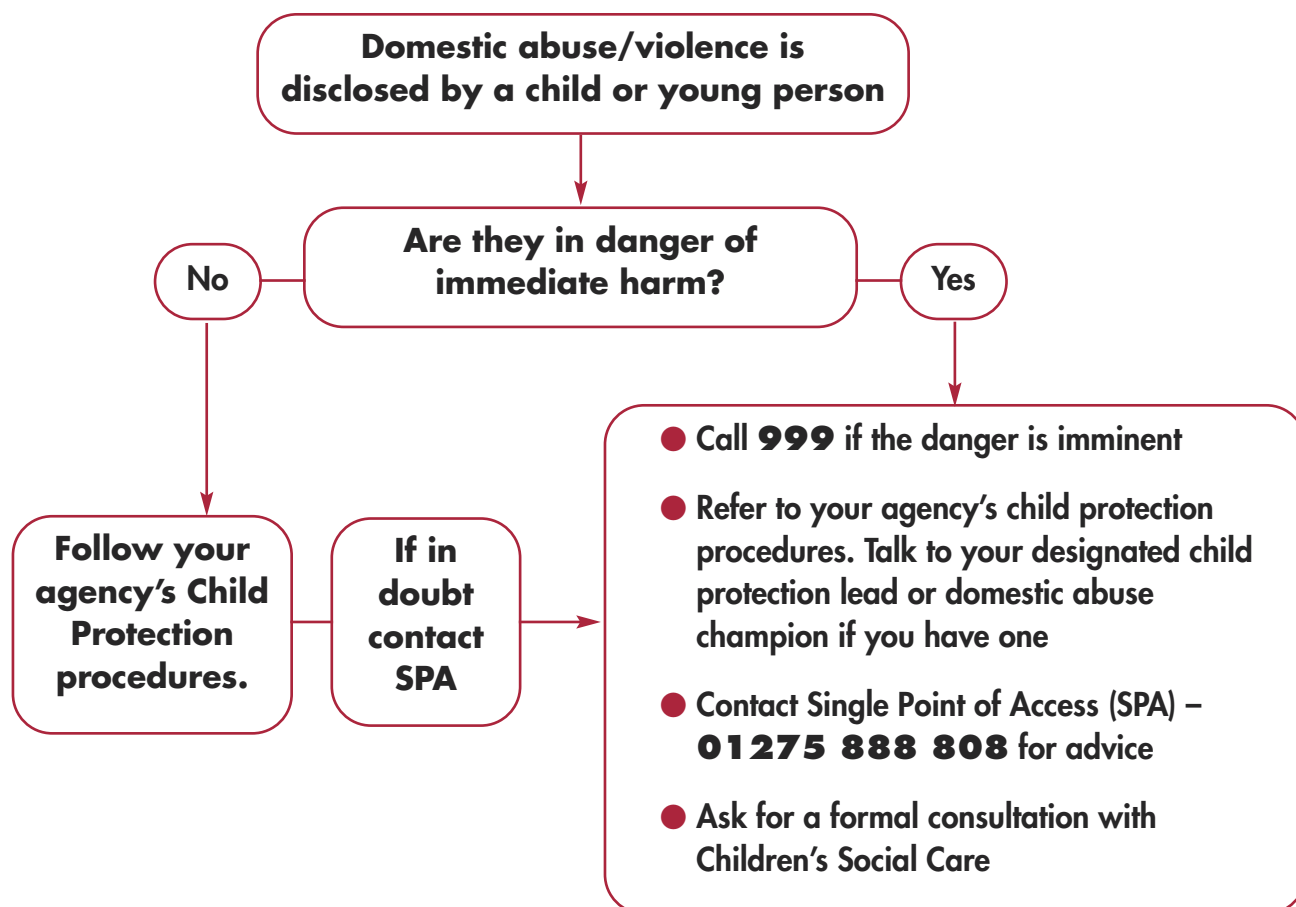 Domestic abuse/violence is
disclosed by a child or young person
Are they in danger of
immediate harm?
No
Yes
Follow your
agency’s Child
Protection
procedures.
If in
doubt
contact
SPA
Call 999 if the danger is imminent
Refer to your agency’s child protection
procedures. Talk to your designated child
protection lead or domestic abuse
champion if you have one
Contact Single Point of Access (SPA) –
01275 888 808 for advice
Ask for a formal consultation with
Children’s Social Care